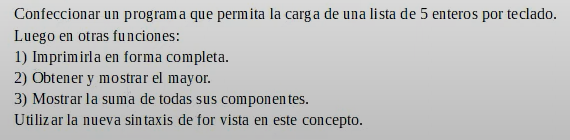 Confeccionar un programa que permita la carga de una lista de 5 enteros por teclado.
Luego en otras funciones:
1) Imprimirla en forma completa.
2) Obtener y mostrar el mayor.
3) Mostrar la suma de todas sus componentes.
Utilizar la nueva sintaxis de for vista en este concepto.